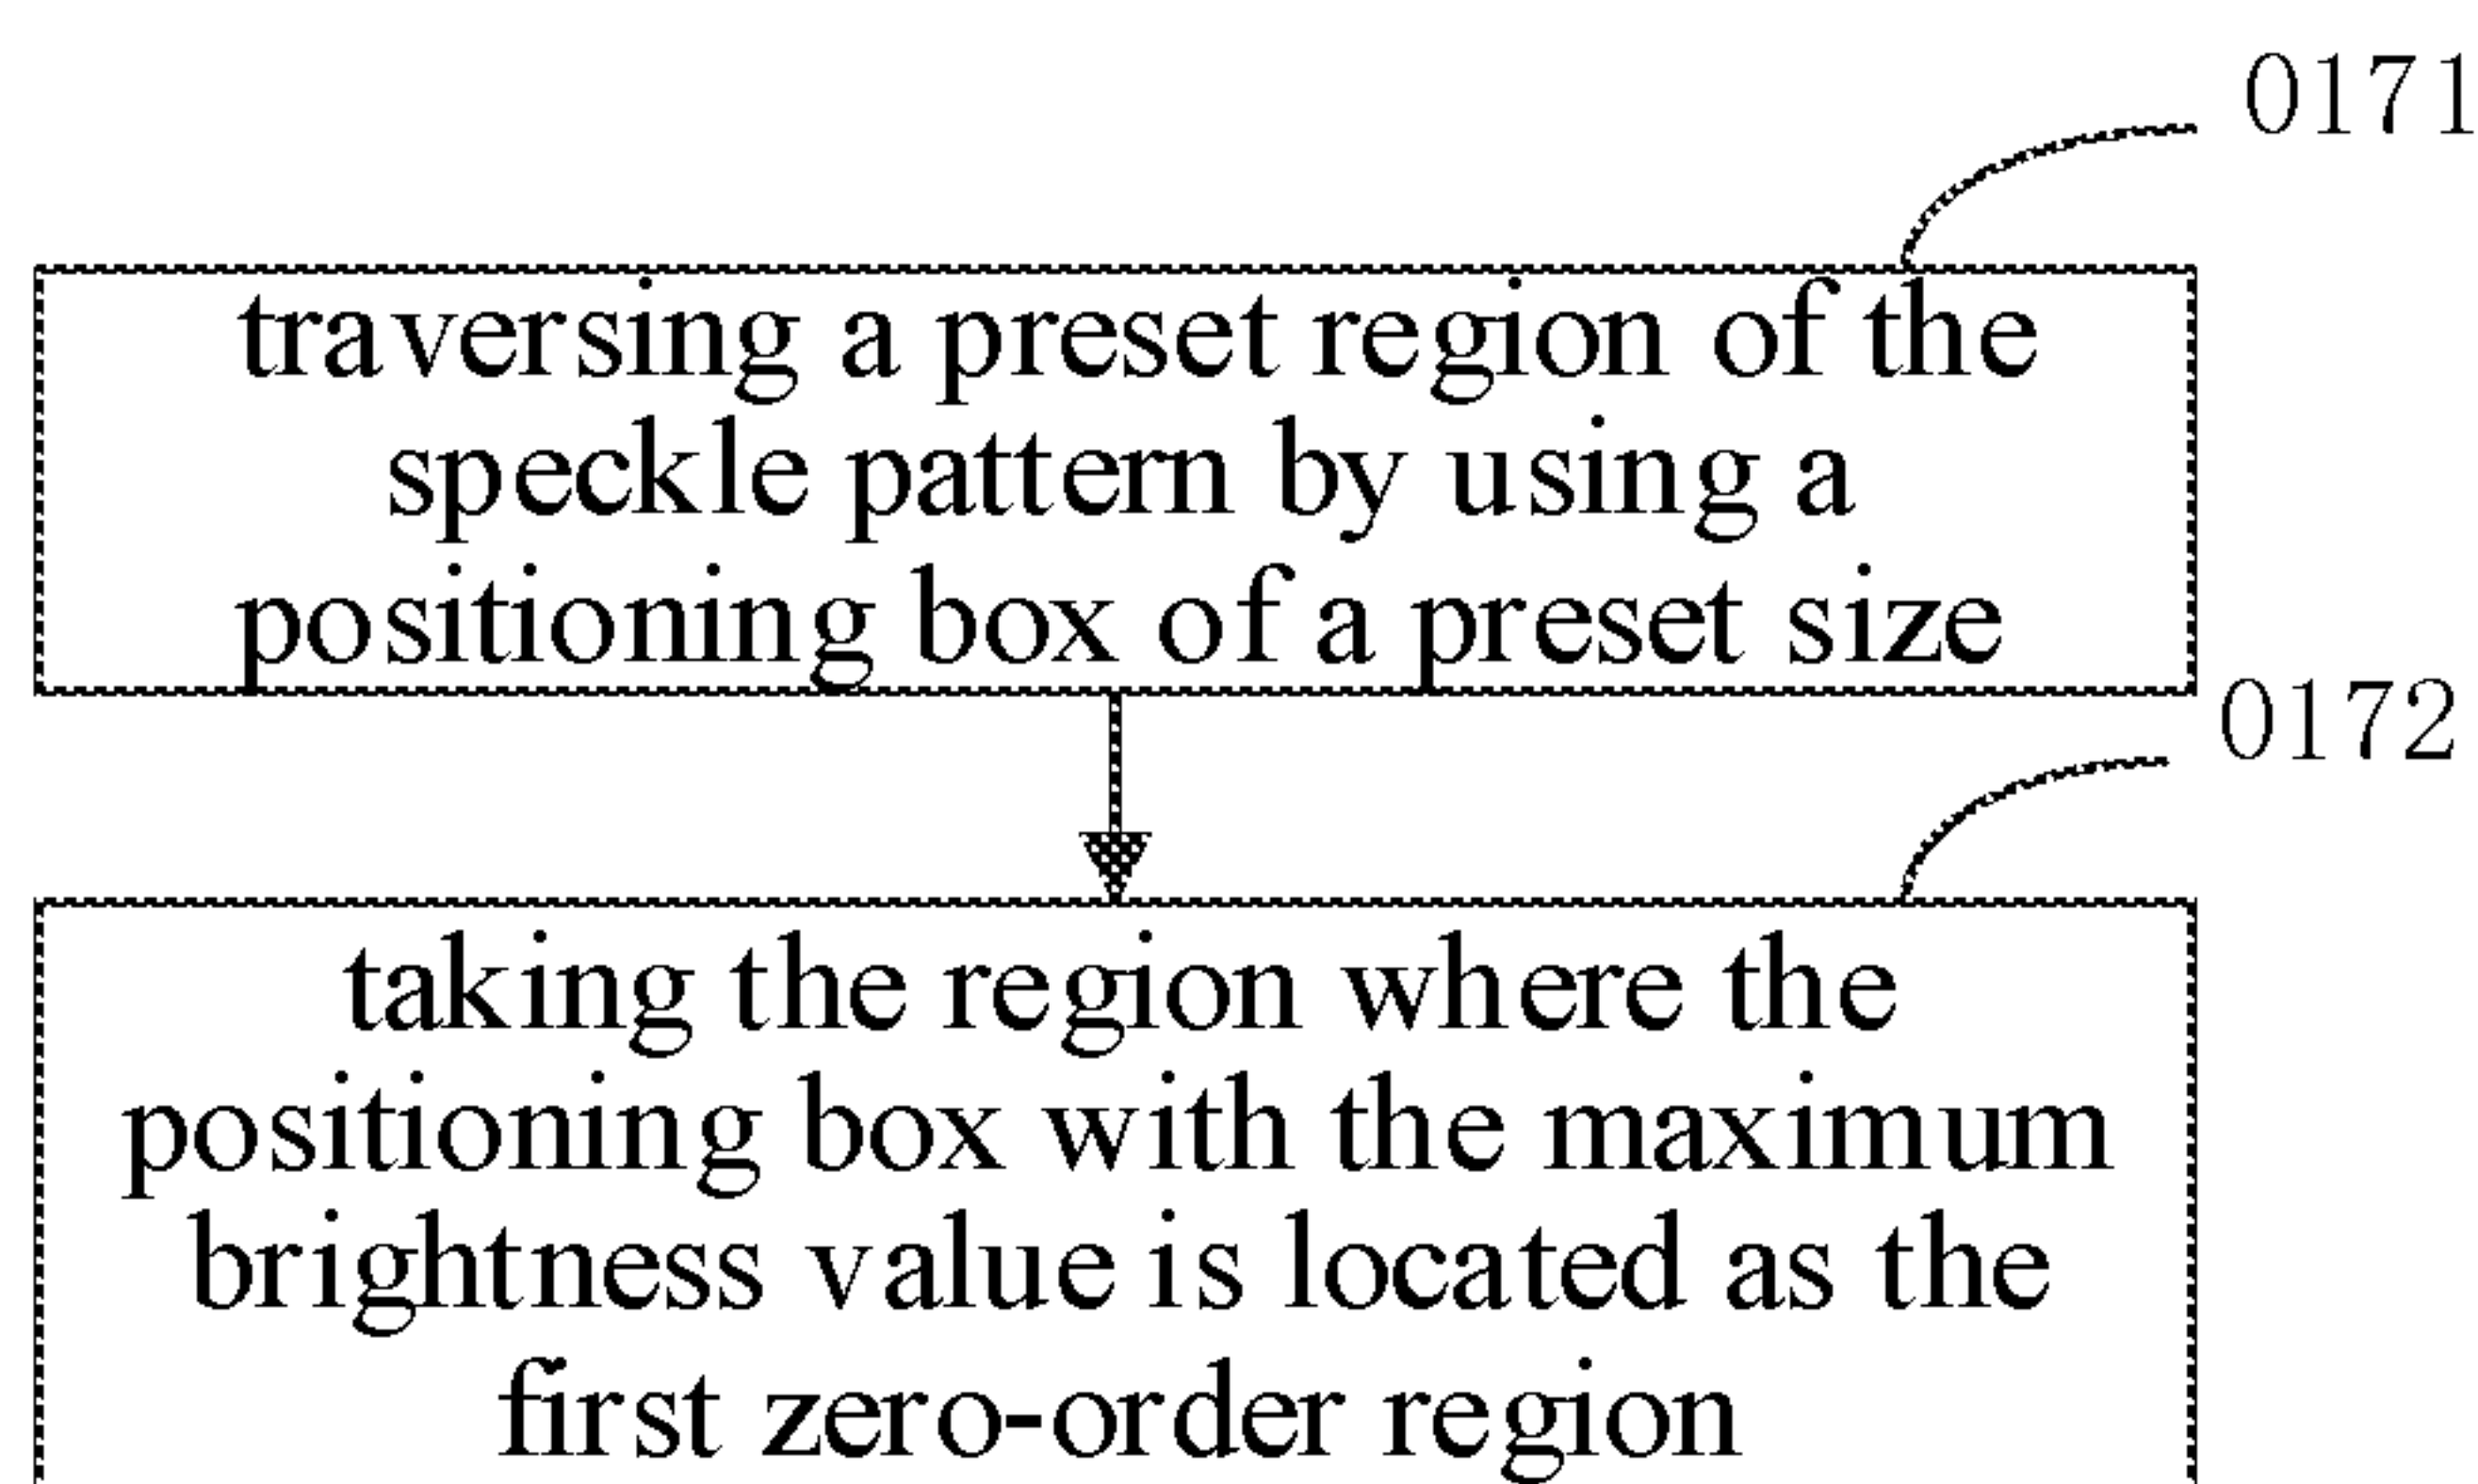 0171
traversing a preset region of the
speckle pattern by using a
positioning box of a preset size
0172
taking the region where the
positioning box with the maximum
brightness value is located as the
first zero-order region